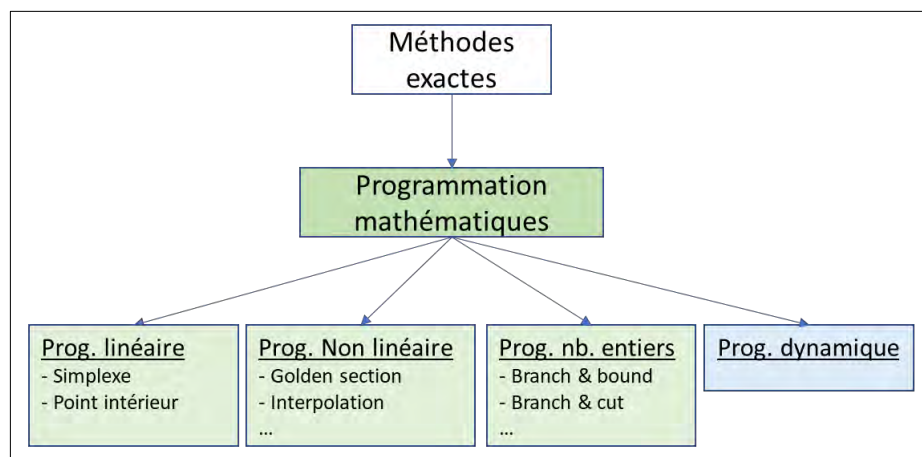 Méthodes
exactes
Programmation
mathématiques
Prog. linéaire
- Simplexe
- Point intérieur
Prog. Non linéaire
- Golden section
- Interpolation
...
Prog. nb. entiers
- Branch & bound
- Branch & cut
...
Prog. dynamique